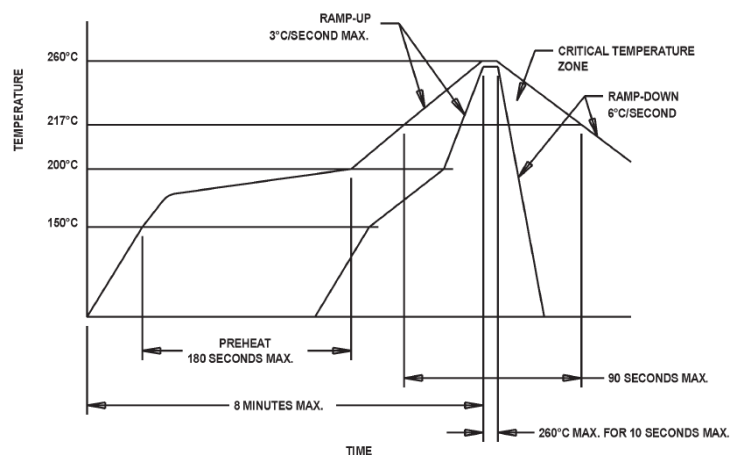 RAMP-UP
3°C/SECOND MAX.
260°C
CRITICAL TEMPERATURE
ZONE
RAMP-DOWN
6°C/SECOND
TEMPERATURE
217°C
200°C
150°C
PREHEAT
180 SECONDS MAX.
90 SECONDS MAX.
8 MINUTES MAX.
260°C MAX. FOR 10 SECONDS MAX.
TIME